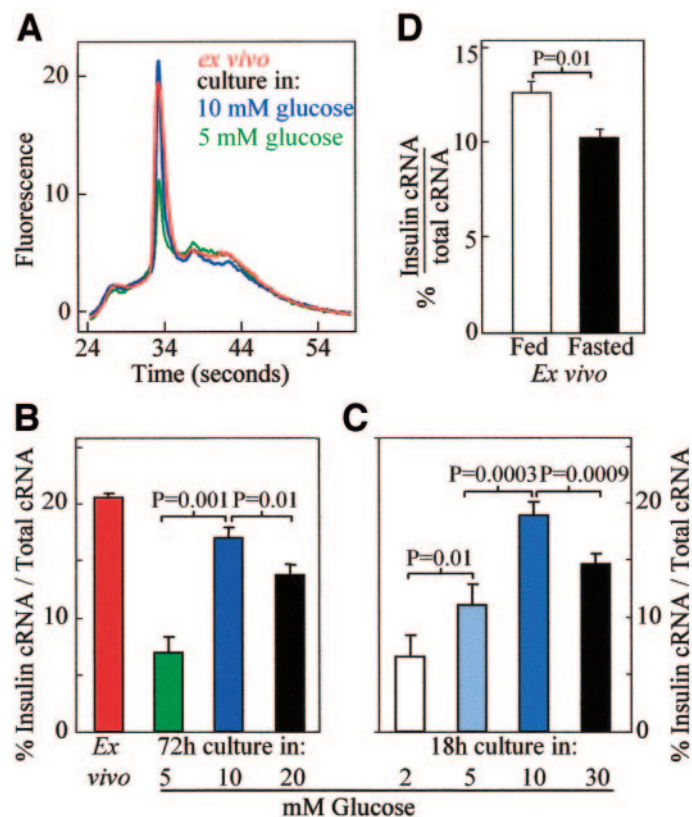 A
20
10
0
Fluorescence
ex vivo
culture in:
10 mM glucose
5 mM glucose
24 34 44 54
Time (seconds)
D
15
10
5
0
% Insulin cRNA
total cRNA
P=0.01
Fed Fasted
Ex vivo
B
20
10
0
% Insulin cRNA / Total cRNA
P=0.001 P=0.01
Ex
vivo
72h culture in:
5 10 20
C
P=0.01
P=0.0003 P=0.0009
20
10
0
% Insulin cRNA / Total cRNA
18h culture in:
2 5 10 30
mM Glucose